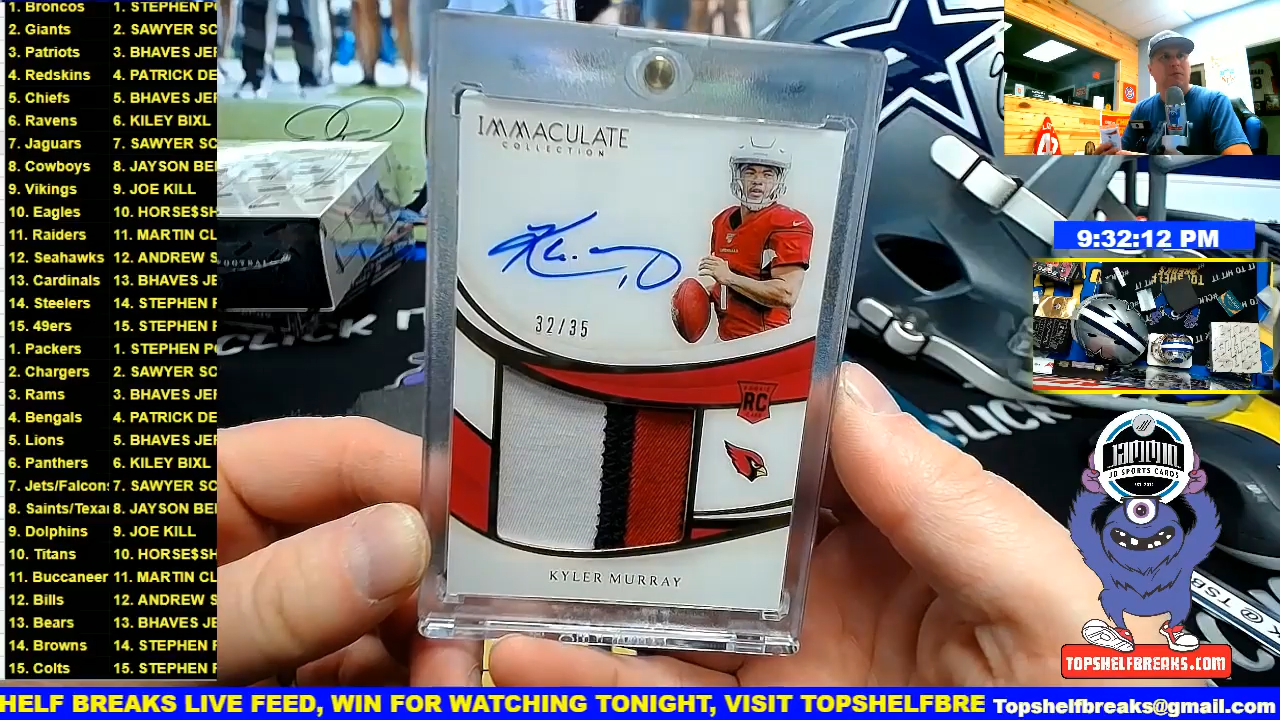 1. Broncos 1. STEPHEN P
2. Giants 2. SAWYER SC
3. Patriots 3. BHAVES JEF
4. Redskins 4. PATRICK DE
5. Chiefs 5. BHAVES JEF
6. Ravens 6. KILEY BIXL
7. Jaguars 7. SAWYER SC
8. Cowboys 8. JAYSON BE
9. Vikings 9. JOE KILL
10. Eagles 10. HORSE$SH
11. Raiders 11. MARTIN CL
12. Seahawks 12. ANDREW S
13. Cardinals 13. BHAVES JE
14. Steelers 14. STEPHEN F
15. 49ers 15. STEPHEN F
1. Packers 1. STEPHEN P
2. Chargers 2. SAWYER SC
3. Rams 3. BHAVES JEF
4. Bengals 4. PATRICK DE
5. Lions 5. BHAVES JEF
6. Panthers 6. KILEY BIXL
7. Jets/Falcons 7. SAWYER SC
8. Saints/Texa 8. JAYSON BE
9. Dolphins 9. JOE KILL
10. Titans 10. HORSE$SH
11. Buccaneer 11. MARTIN CL
12. Bills 12. ANDREW S
13. Bears 13. BHAVES JE
14. Browns 14. STEPHEN F
15. Colts 15. STEPHEN F
IMMACULATE
COLLECTION
32/35
ROOKIE
RC
KYLER MURRAY
CLICK
CLICK
9:32:12 PM
JAMMIN
JD SPORTS CARDS
TOPSHELFBREAKS.COM
HELF BREAKS LIVE FEED, WIN FOR WATCHING TONIGHT, VISIT TOPSHELFBRE
Topshelfbreaks@gmail.com